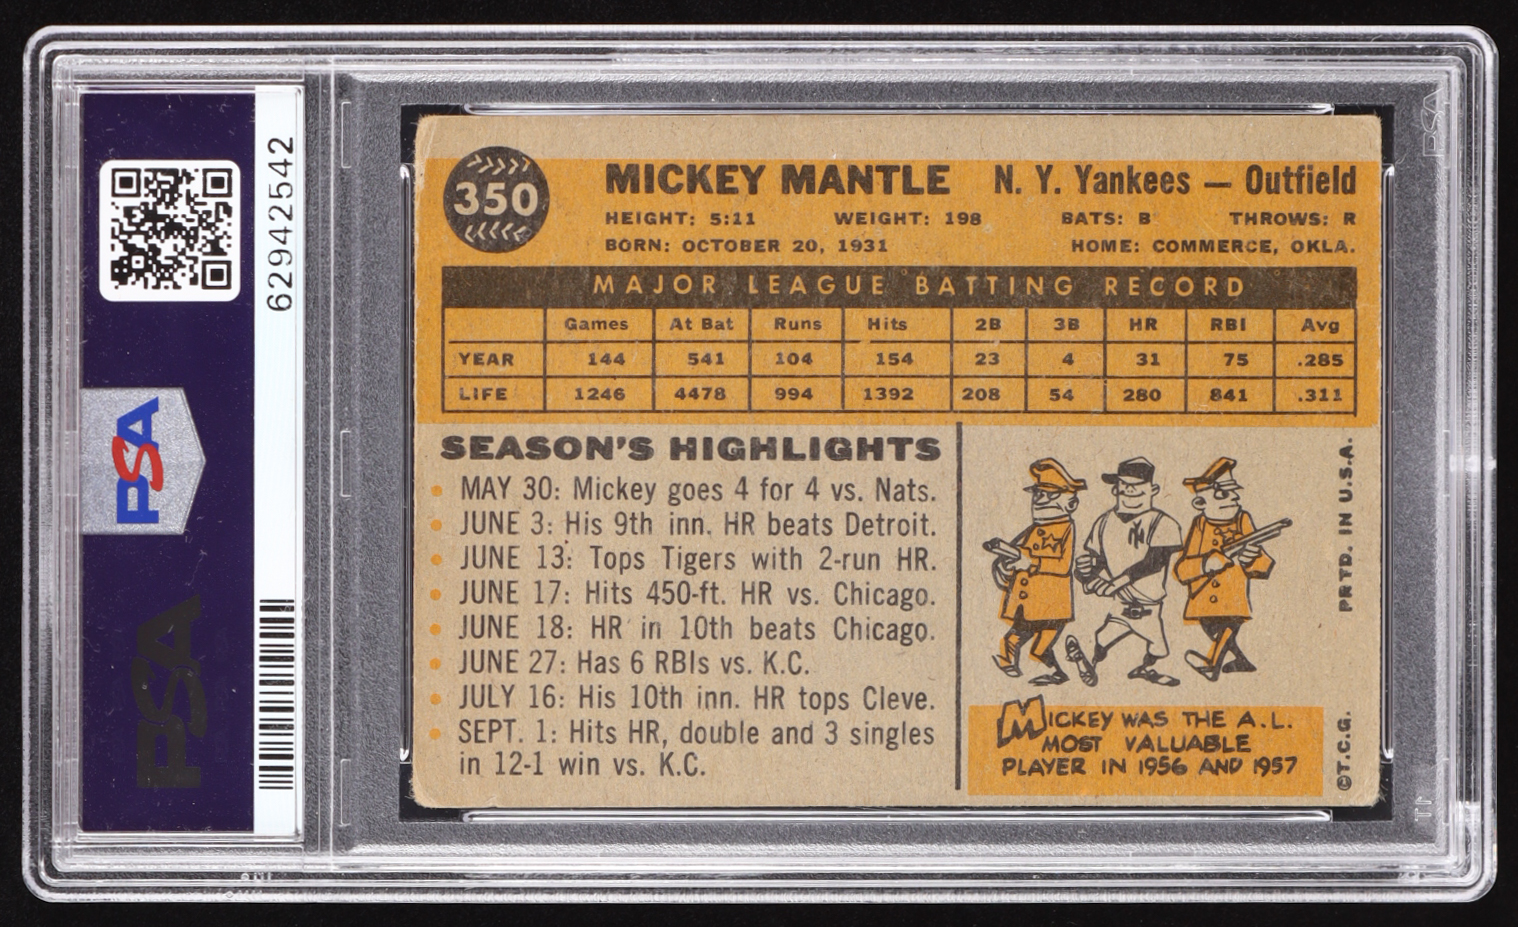 62942542
PSA
PSA
PSA
350
MICKEY MANTLE N. Y. Yankees — Outfield
HEIGHT: 5:11 WEIGHT: 198 BATS: B THROWS: R
BORN: OCTOBER 20, 1931 HOME: COMMERCE, OKLA.
MAJOR LEAGUE BATTING RECORD
Games At Bat Runs Hits 2B 3B HR RBI Avg
YEAR 144 541 104 154 23 4 31 75 .285
LIFE 1246 4478 994 1392 208 54 280 841 .311
SEASON'S HIGHLIGHTS
• MAY 30: Mickey goes 4 for 4 vs. Nats.
• JUNE 3: His 9th inn. HR beats Detroit.
• JUNE 13: Tops Tigers with 2-run HR.
• JUNE 17: Hits 450-ft. HR vs. Chicago.
• JUNE 18: HR in 10th beats Chicago.
• JUNE 27: Has 6 RBIs vs. K.C.
• JULY 16: His 10th inn. HR tops Cleve.
• SEPT. 1: Hits HR, double and 3 singles
in 12-1 win vs. K.C.
NY
MICKEY WAS THE A.L.
MOST VALUABLE
PLAYER IN 1956 AND 1957
©T.C.G. PRTD. IN U.S.A.